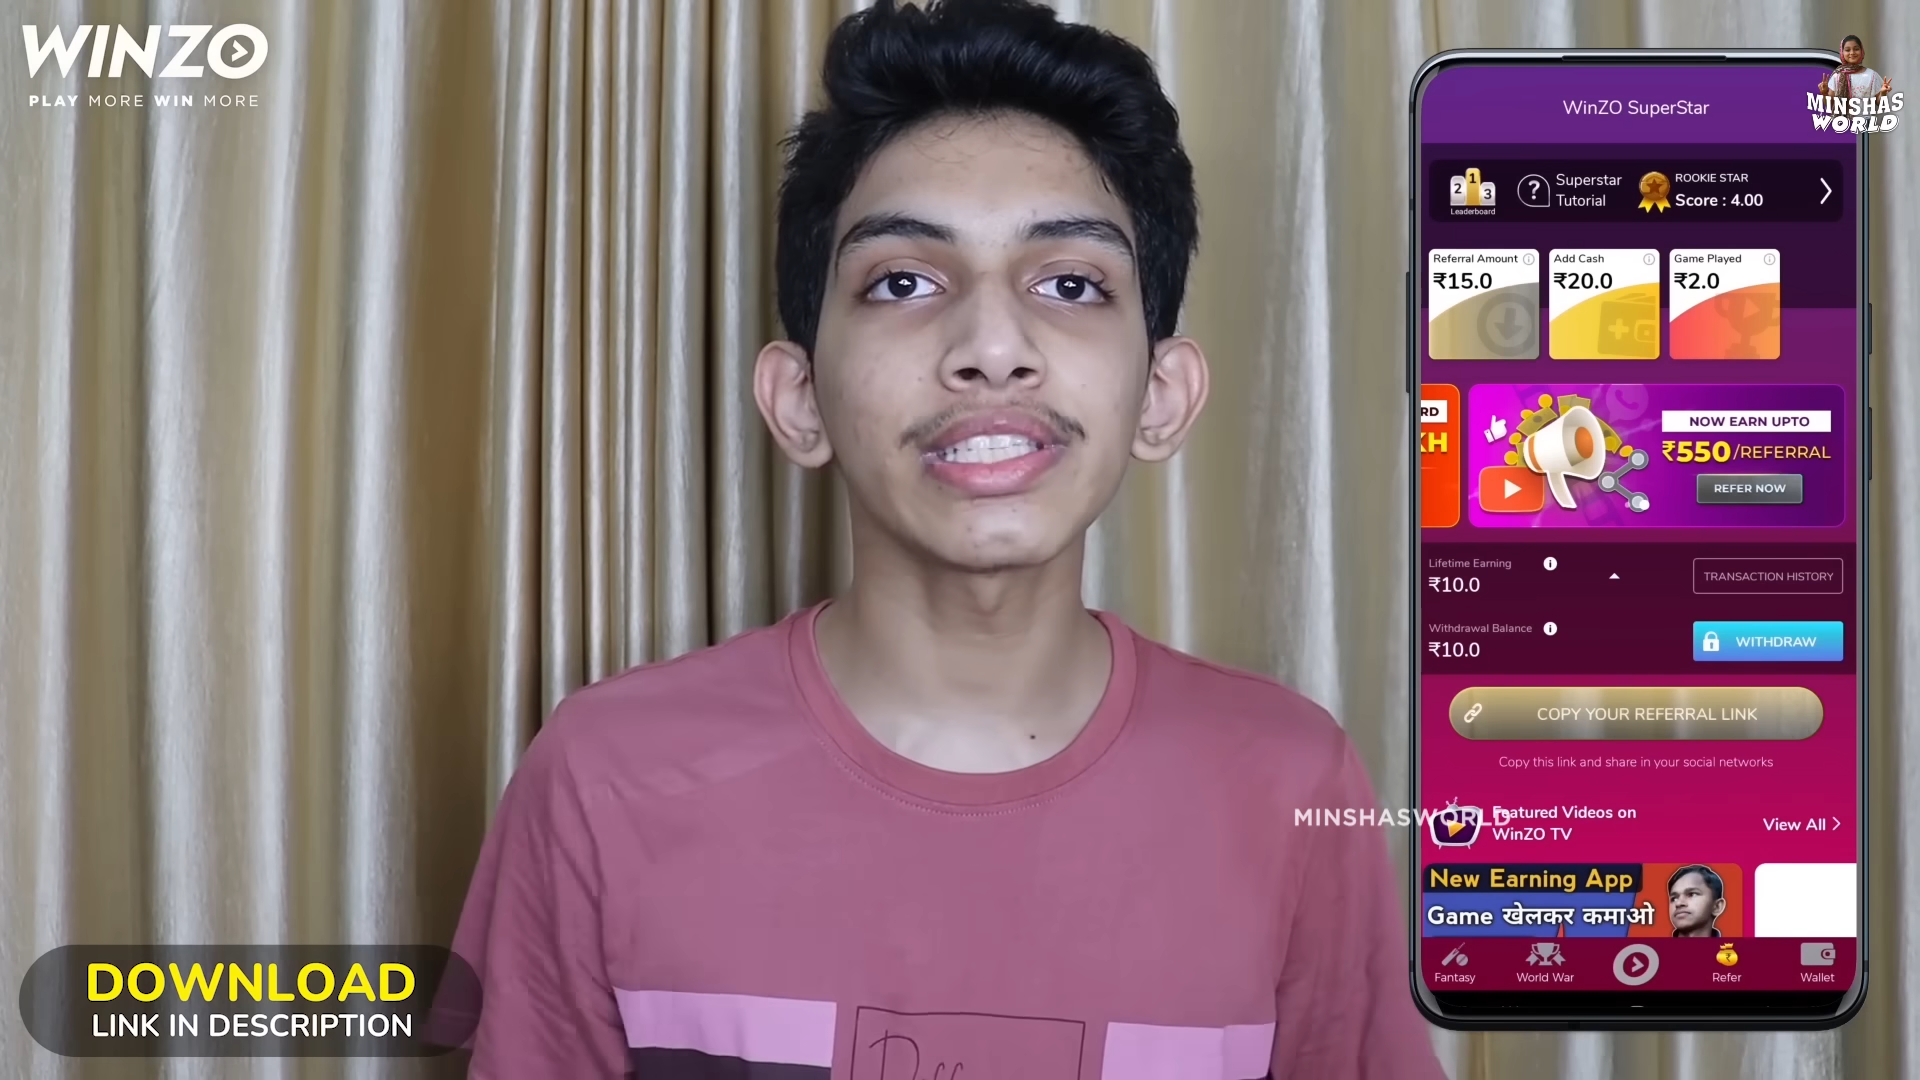 WINZO
PLAY MORE WIN MORE
MINSHAS
WORLD
WinZO SuperStar
2 1 3
Leaderboard
?
Superstar
Tutorial
ROOKIE STAR
Score : 4.00
Referral Amount
₹15.0
Add Cash
₹20.0
Game Played
₹2.0
RD
KH
NOW EARN UPTO
₹550/REFERRAL
REFER NOW
Lifetime Earning
₹10.0
TRANSACTION HISTORY
Withdrawal Balance
₹10.0
WITHDRAW
COPY YOUR REFERRAL LINK
Copy this link and share in your social networks
MINSHASWORLD
Featured Videos on
WinZO TV
View All
New Earning App
Game खेलकर कमाओ
Fantasy
World War
Refer
Wallet
DOWNLOAD
LINK IN DESCRIPTION